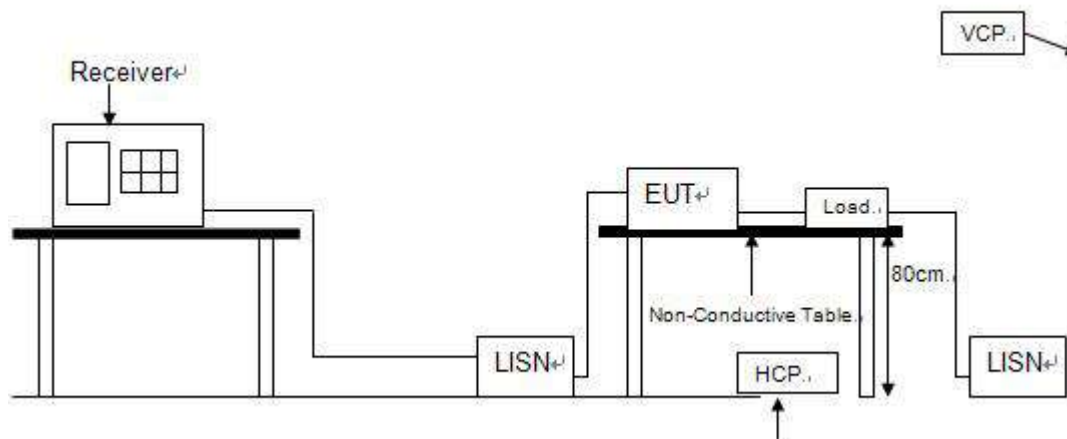 VCP.
Receiver
EUT
Load.
80cm.
Non-Conductive Table.
LISN
HCP.
LISN